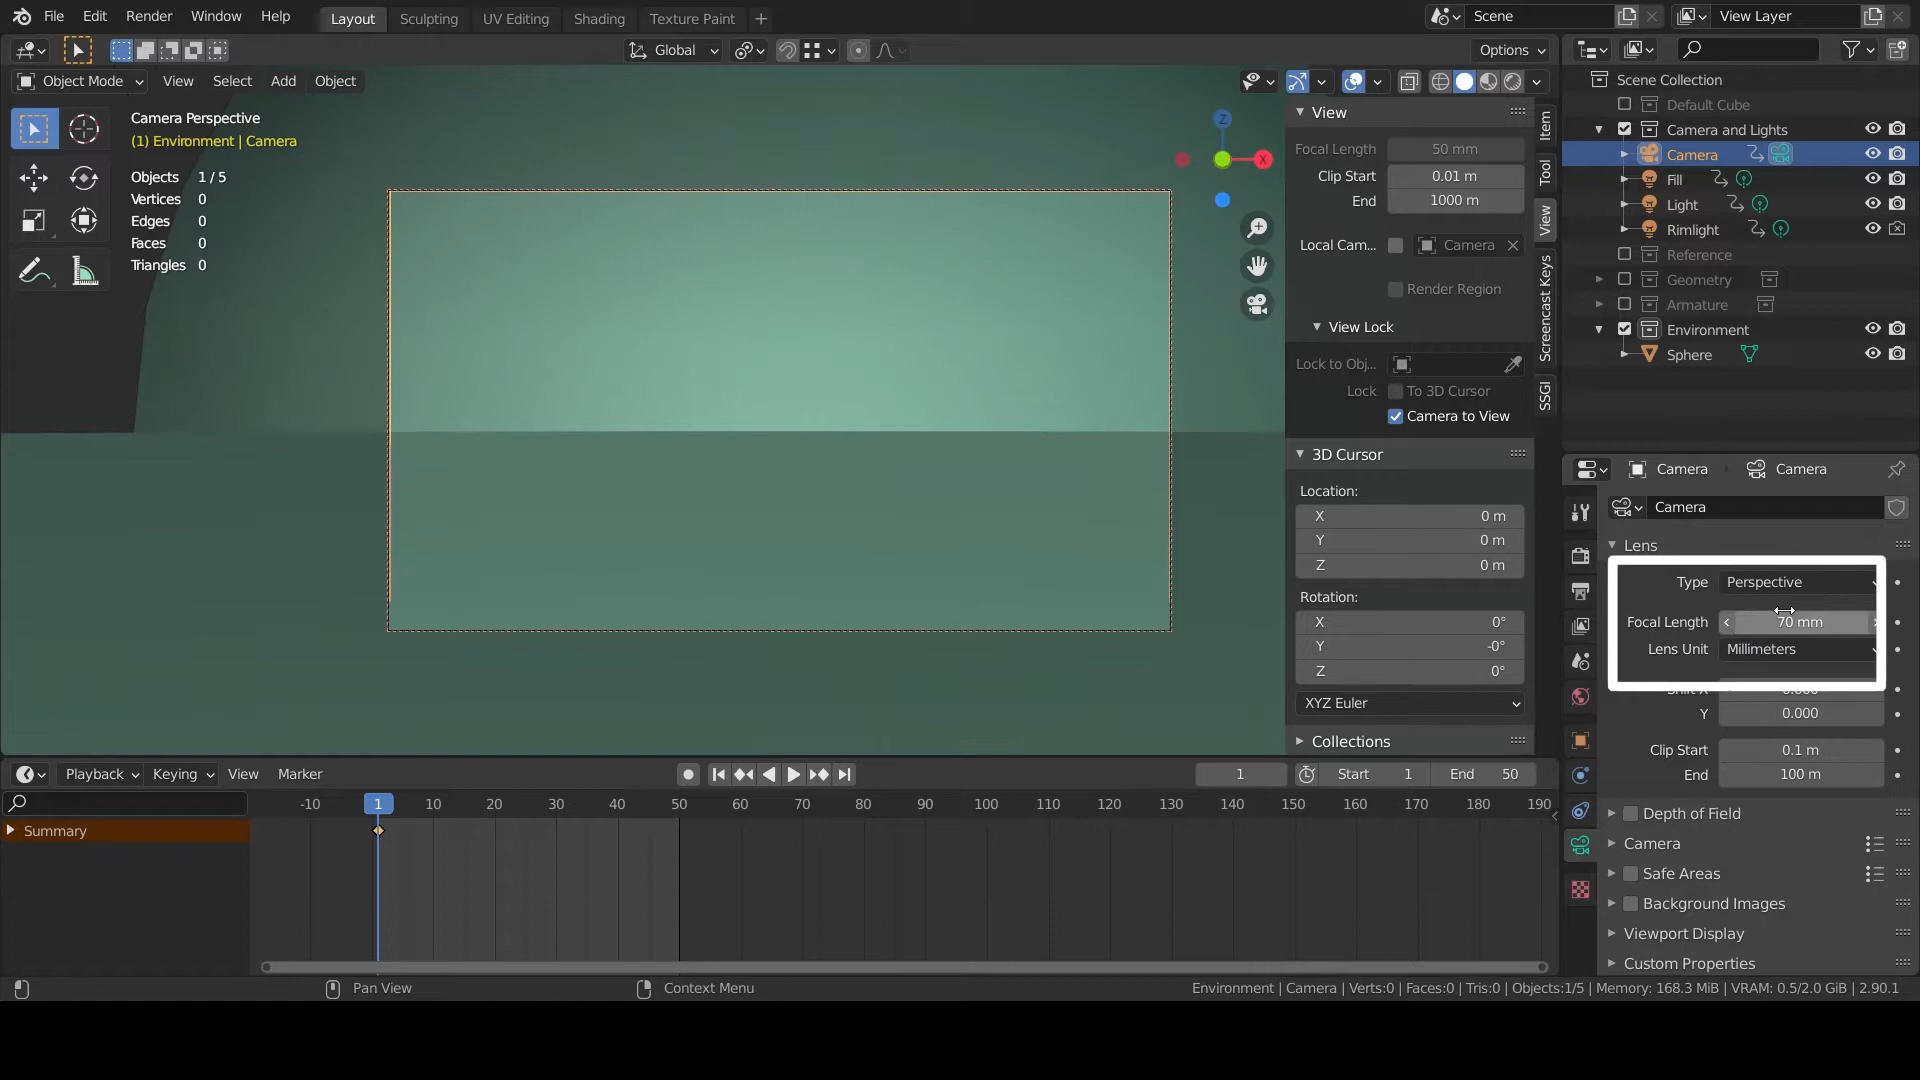 File Edit Render Window Help Layout Sculpting UV Editing Shading Texture Paint + Scene View Layer
Global Options
Object Mode View Select Add Object
Camera Perspective
(1) Environment | Camera
Objects 1 / 5
Vertices 0
Edges 0
Faces 0
Triangles 0
Z
X
View
Focal Length 50 mm
Clip Start 0.01 m
End 1000 m
Local Cam... Camera
Render Region
View Lock
Lock to Obj...
Lock To 3D Cursor
Camera to View
3D Cursor
Location:
X 0 m
Y 0 m
Z 0 m
Rotation:
X 0°
Y -0°
Z 0°
XYZ Euler
Collections
Item
Tool
View
Screencast Keys
SSGI
Scene Collection
Default Cube
Camera and Lights
Camera
Fill
Light
Rimlight
Reference
Geometry
Armature
Environment
Sphere
Camera Camera
Camera
Lens
Type Perspective
Focal Length 70 mm
Lens Unit Millimeters
Shift X 0.000
Y 0.000
Clip Start 0.1 m
End 100 m
Depth of Field
Camera
Safe Areas
Background Images
Viewport Display
Custom Properties
Playback Keying View Marker 1 Start 1 End 50
-10 1 10 20 30 40 50 60 70 80 90 100 110 120 130 140 150 160 170 180 190
Summary
Pan View Context Menu Environment | Camera | Verts:0 | Faces:0 | Tris:0 | Objects:1/5 | Memory: 168.3 MiB | VRAM: 0.5/2.0 GiB | 2.90.1